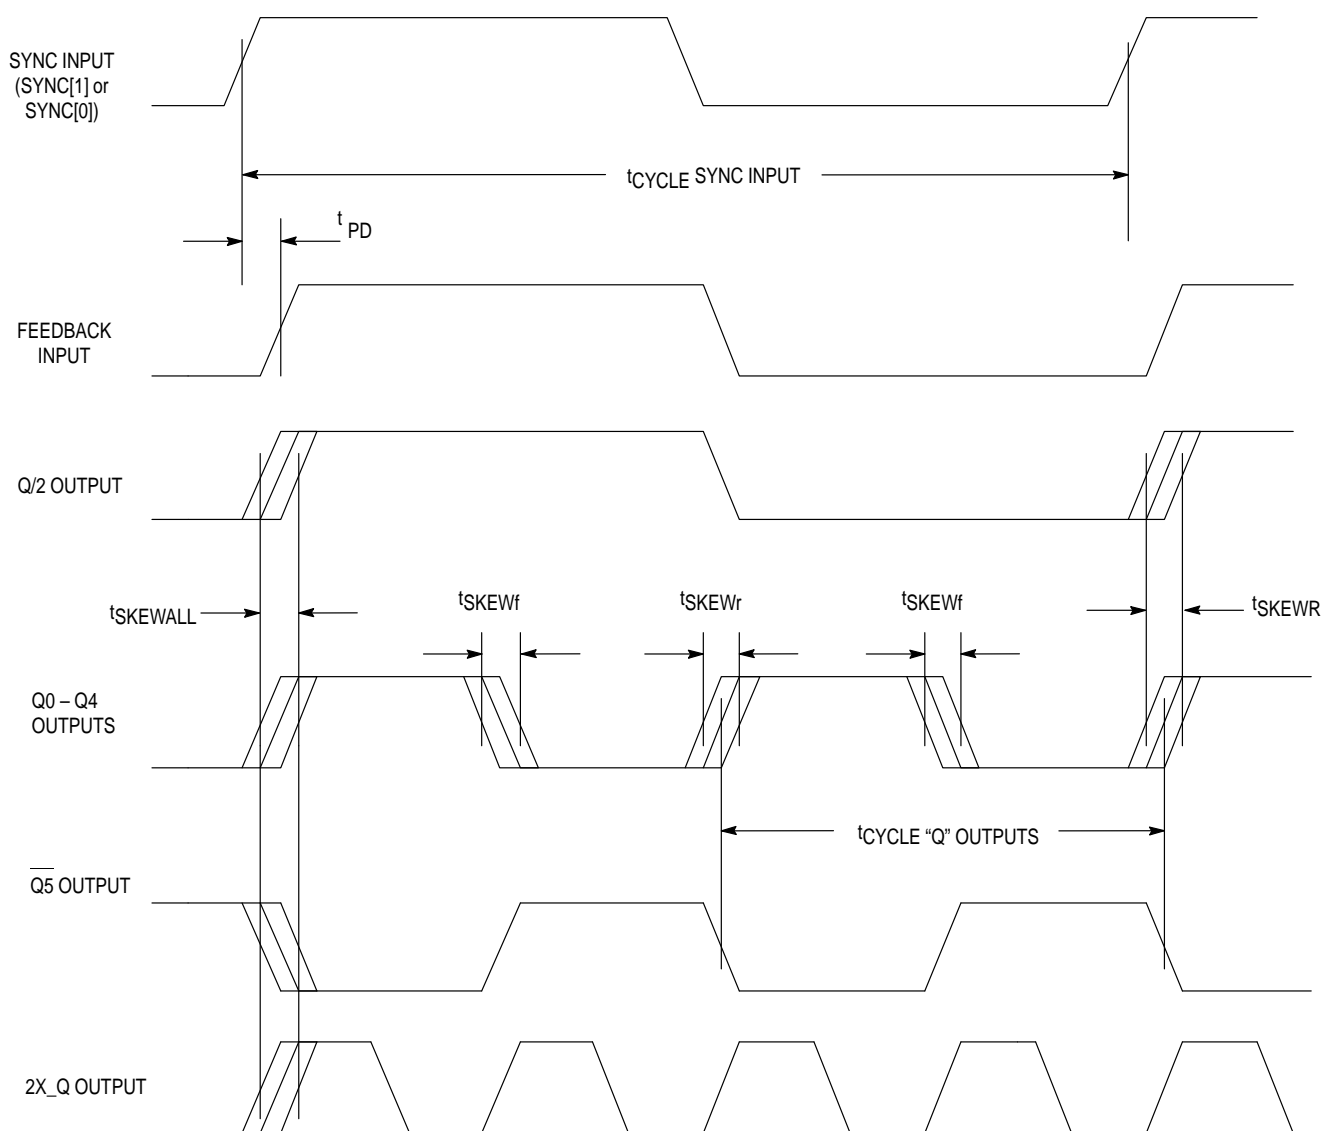 SYNC INPUT
(SYNC[1] or
SYNC[0])
tCYCLE SYNC INPUT
t PD
FEEDBACK
INPUT
Q/2 OUTPUT
tSKEWALL
tSKEWf
tSKEWr
tSKEWf
tSKEWR
Q0 – Q4
OUTPUTS
tCYCLE “Q” OUTPUTS
Q5 OUTPUT
2X_Q OUTPUT